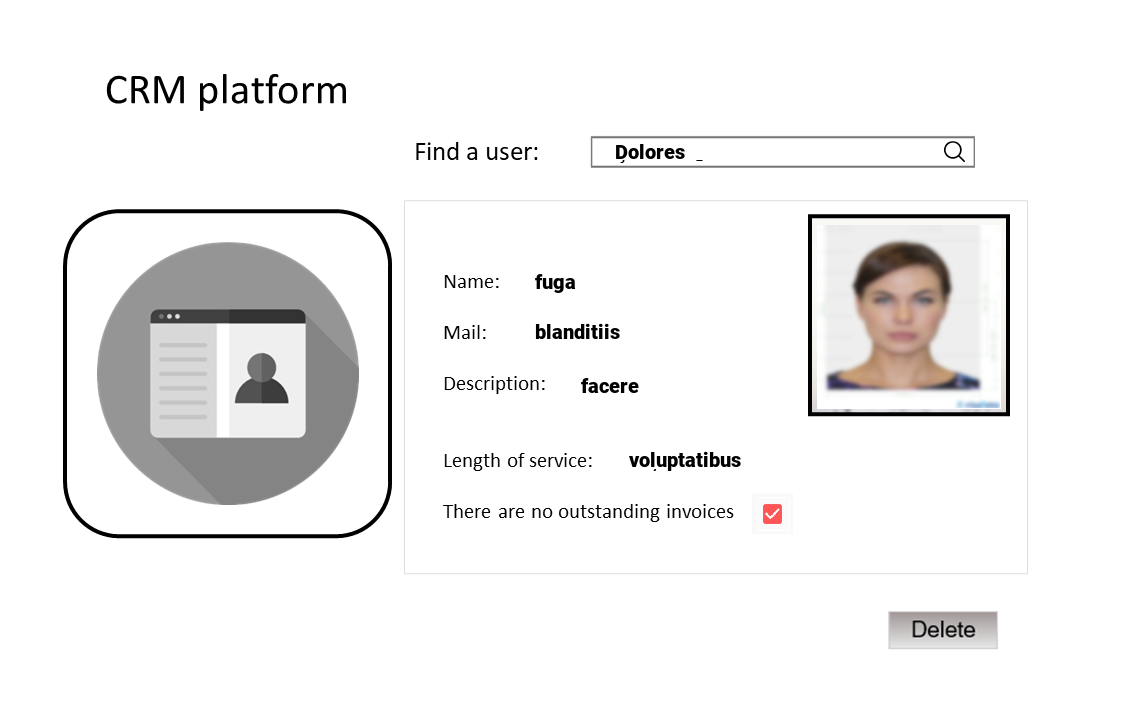 CRM platform
Find a user: Dolores _
Name: fuga
Mail: blanditiis
Description: facere
Length of service: voluptatibus
There are no outstanding invoices
Delete